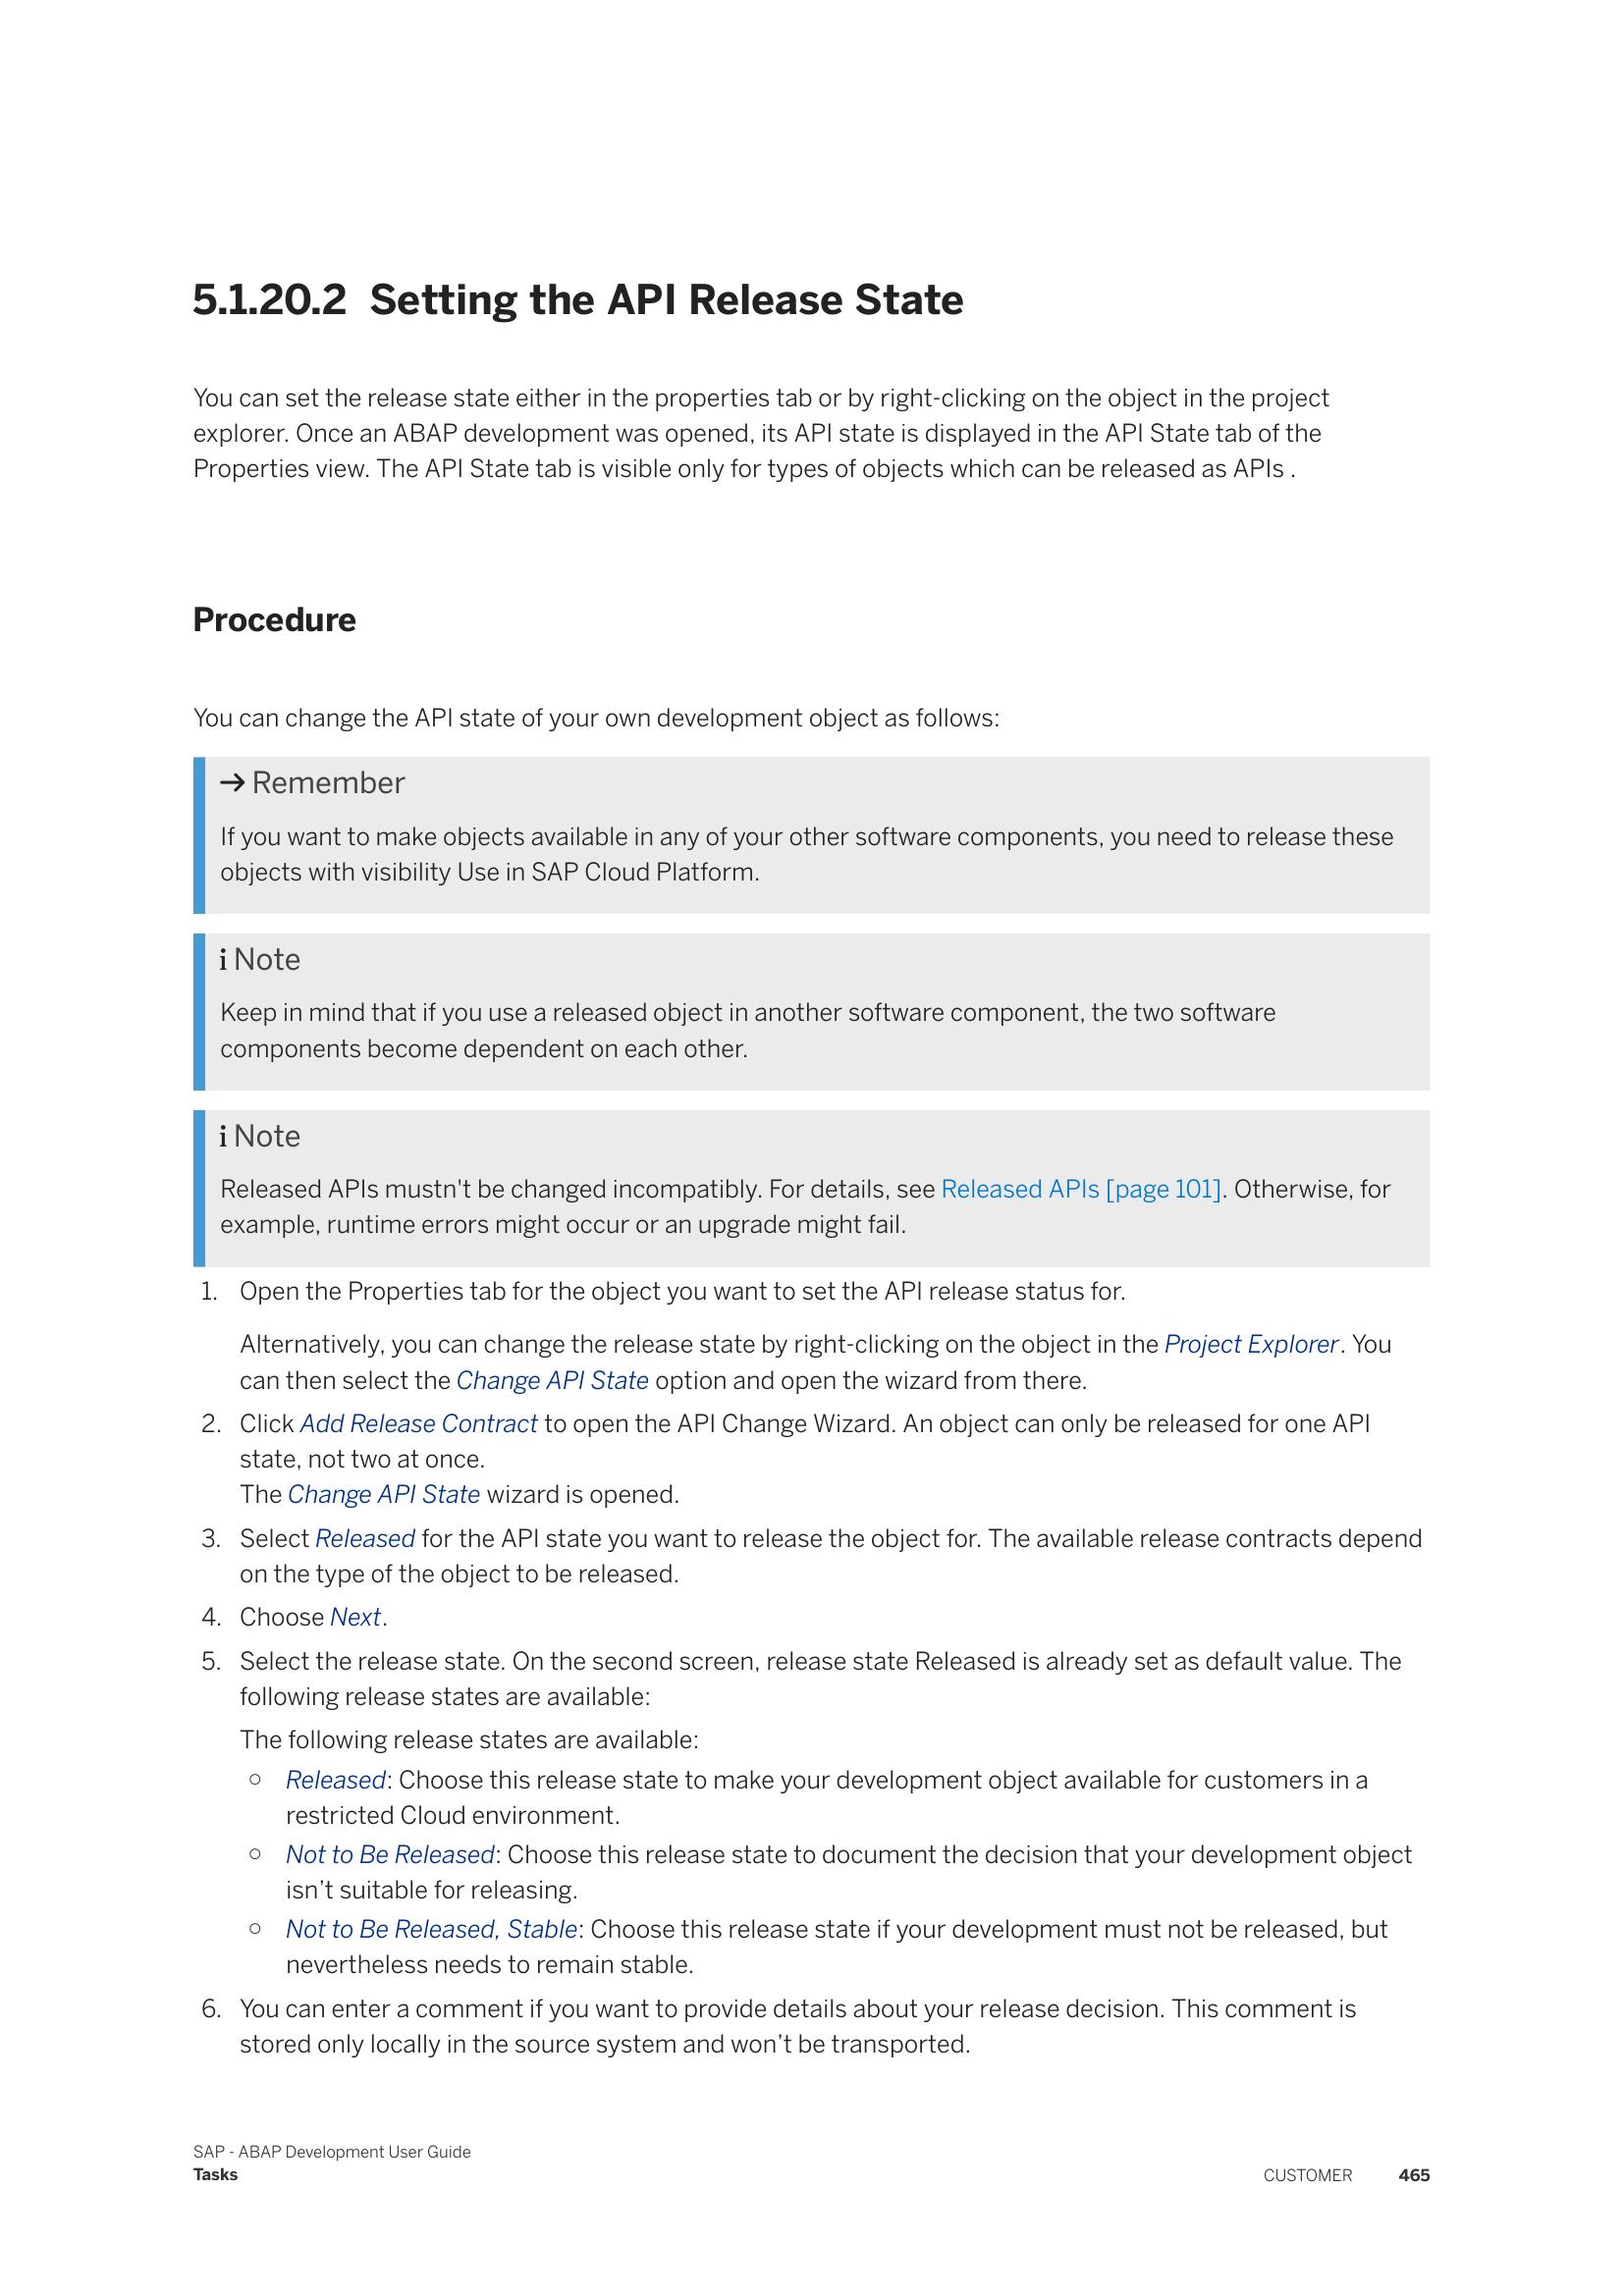 5.1.20.2 Setting the API Release State
You can set the release state either in the properties tab or by right-clicking on the object in the project
explorer. Once an ABAP development was opened, its API state is displayed in the API State tab of the
Properties view. The API State tab is visible only for types of objects which can be released as APIs .
Procedure
You can change the API state of your own development object as follows:
→ Remember
If you want to make objects available in any of your other software components, you need to release these
objects with visibility Use in SAP Cloud Platform.
i Note
Keep in mind that if you use a released object in another software component, the two software
components become dependent on each other.
i Note
Released APIs mustn't be changed incompatibly. For details, see Released APIs [page 101]. Otherwise, for
example, runtime errors might occur or an upgrade might fail.
1. Open the Properties tab for the object you want to set the API release status for.
Alternatively, you can change the release state by right-clicking on the object in the Project Explorer. You
can then select the Change API State option and open the wizard from there.
2. Click Add Release Contract to open the API Change Wizard. An object can only be released for one API
state, not two at once.
The Change API State wizard is opened.
3. Select Released for the API state you want to release the object for. The available release contracts depend
on the type of the object to be released.
4. Choose Next.
5. Select the release state. On the second screen, release state Released is already set as default value. The
following release states are available:
The following release states are available:
○ Released: Choose this release state to make your development object available for customers in a
restricted Cloud environment.
○ Not to Be Released: Choose this release state to document the decision that your development object
isn’t suitable for releasing.
○ Not to Be Released, Stable: Choose this release state if your development must not be released, but
nevertheless needs to remain stable.
6. You can enter a comment if you want to provide details about your release decision. This comment is
stored only locally in the source system and won’t be transported.
SAP - ABAP Development User Guide
Tasks
CUSTOMER 465